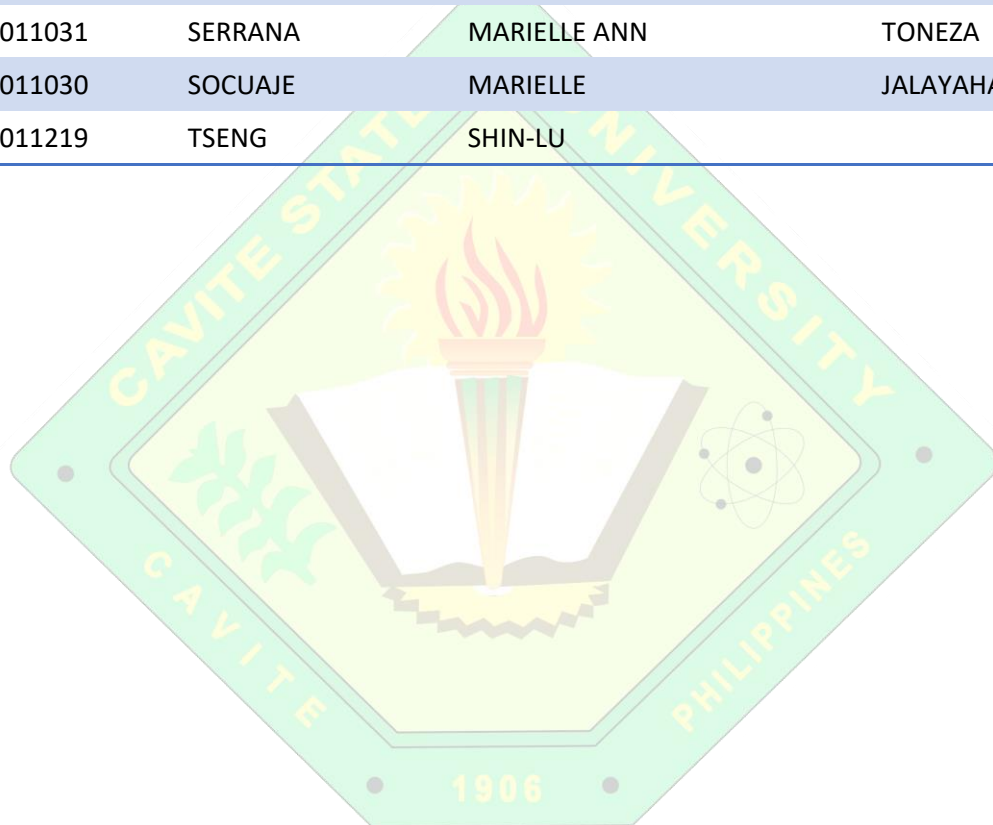 011031 SERRANA MARIELLE ANN TONEZA
011030 SOCUAJE MARIELLE JALAYAHA
011219 TSENG SHIN-LU
CAVITE STATE UNIVERSITY
CAVITE
PHILIPPINES
1906